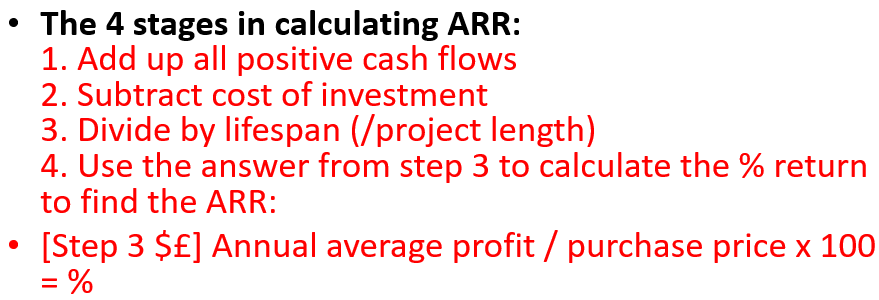 • The 4 stages in calculating ARR:
1. Add up all positive cash flows
2. Subtract cost of investment
3. Divide by lifespan (/project length)
4. Use the answer from step 3 to calculate the % return
to find the ARR:
• [Step 3 $£] Annual average profit / purchase price x 100
= %